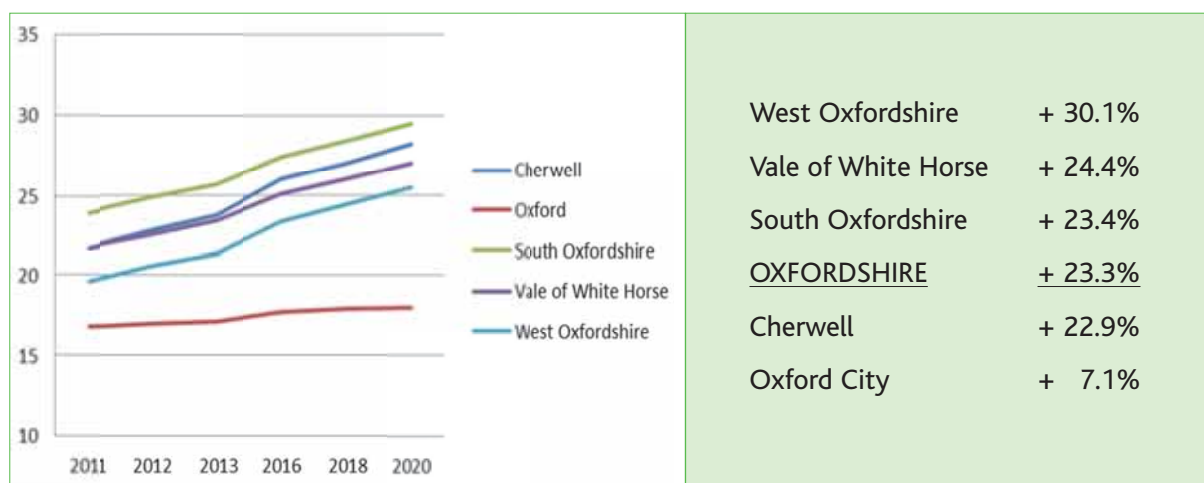 35
30
25
20
15
10
2011 2012 2013 2016 2018 2020
Cherwell
Oxford
South Oxfordshire
Vale of White Horse
West Oxfordshire
West Oxfordshire + 30.1%
Vale of White Horse + 24.4%
South Oxfordshire + 23.4%
OXFORDSHIRE + 23.3%
Cherwell + 22.9%
Oxford City + 7.1%